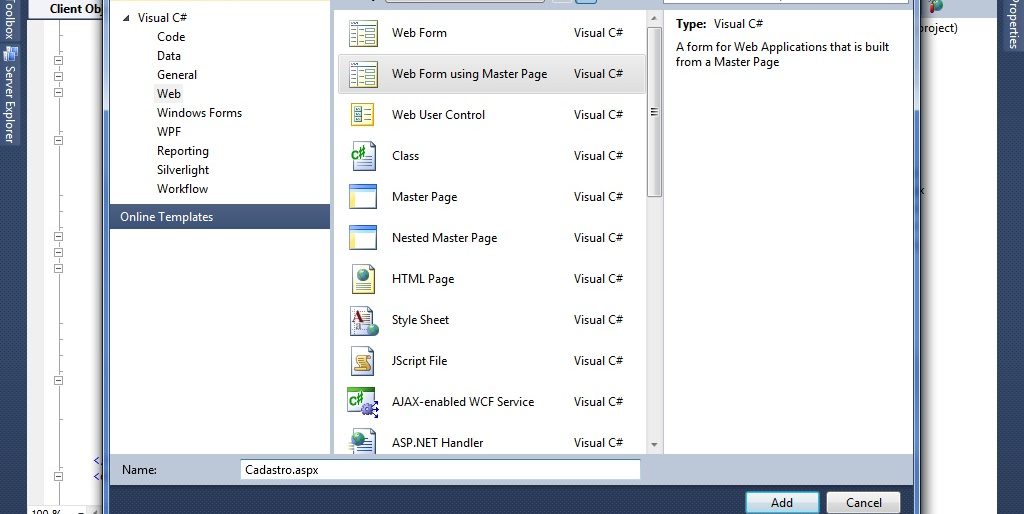 Client Ob
Toolbox
Server Explorer
Visual C#
Code
Data
General
Web
Windows Forms
WPF
Reporting
Silverlight
Workflow
Online Templates
Web Form Visual C#
Web Form using Master Page Visual C#
Web User Control Visual C#
Class Visual C#
Master Page Visual C#
Nested Master Page Visual C#
HTML Page Visual C#
Style Sheet Visual C#
JScript File Visual C#
AJAX-enabled WCF Service Visual C#
ASP.NET Handler Visual C#
Type: Visual C#
A form for Web Applications that is built
from a Master Page
roject)
Properties
Name: Cadastro.aspx
Add Cancel
100 %